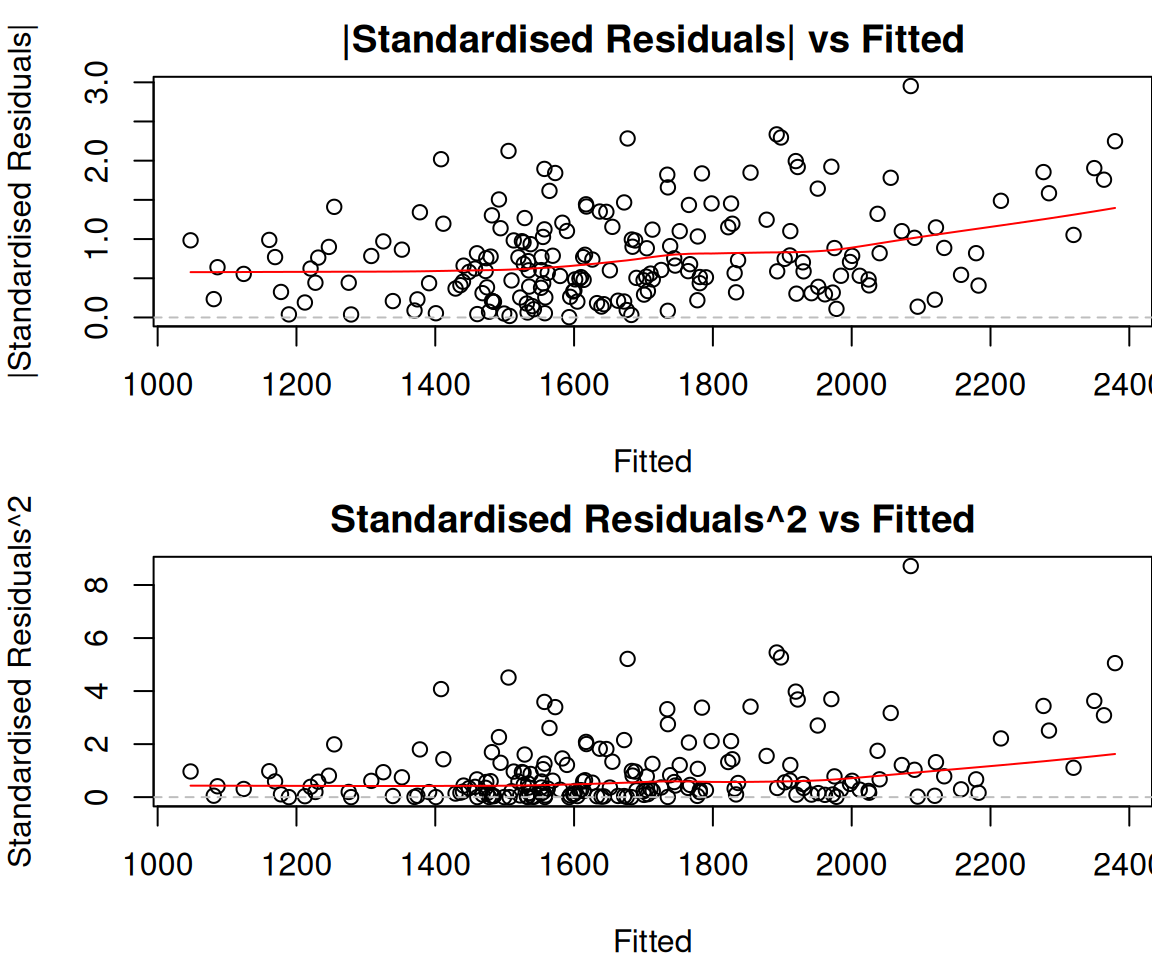 |Standardised Residuals| vs Fitted
|Standardised Residuals|
3.0
2.0
1.0
0.0
1000 1200 1400 1600 1800 2000 2200 240
Fitted
Standardised Residuals^2 vs Fitted
Standardised Residuals^2
8
6
4
2
0
1000 1200 1400 1600 1800 2000 2200 240
Fitted